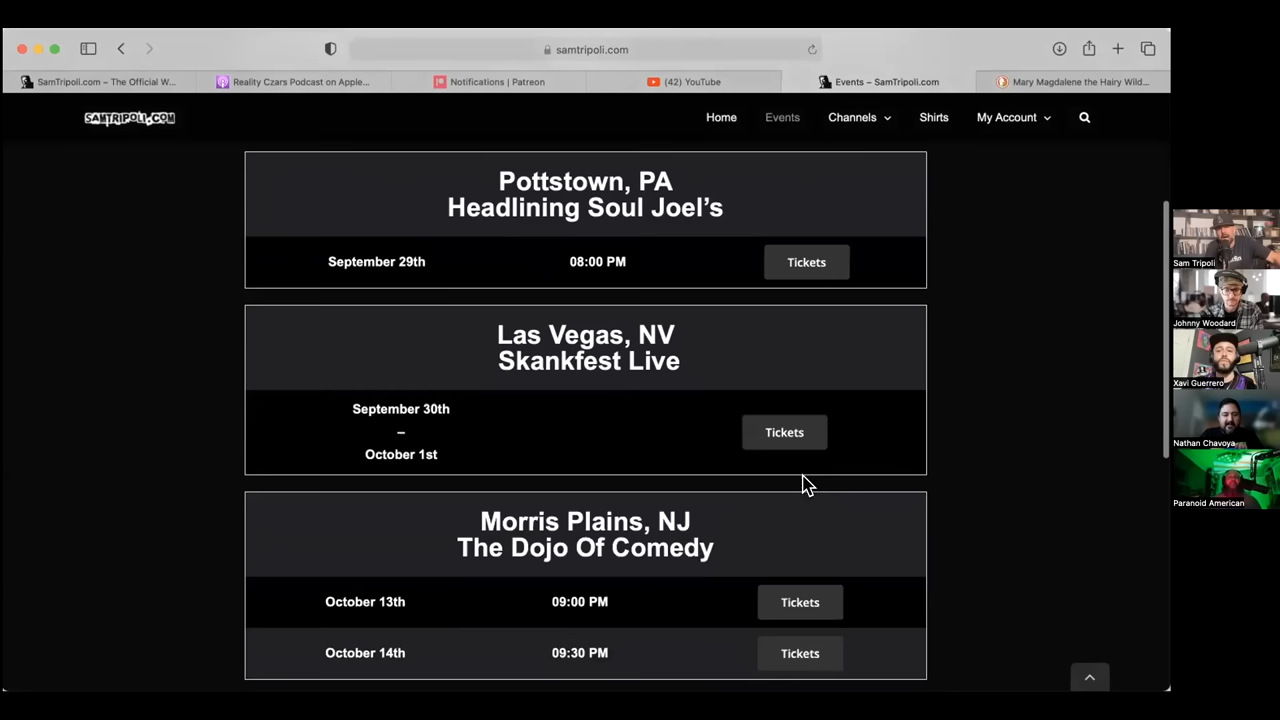 samtripoli.com
SamTripoli.com – The Official W...
Reality Czars Podcast on Apple...
Notifications | Patreon
(42) YouTube
Events – SamTripoli.com
Mary Magdalene the Hairy Wild...
SAMTRIPOLI.COM
Home
Events
Channels
Shirts
My Account
Pottstown, PA
Headlining Soul Joel’s
September 29th
08:00 PM
Tickets
Las Vegas, NV
Skankfest Live
September 30th
–
October 1st
Tickets
Morris Plains, NJ
The Dojo Of Comedy
October 13th
09:00 PM
Tickets
October 14th
09:30 PM
Tickets
Sam Tripoli
Johnny Woodard
Xavi Guerrero
Nathan Chavoya
Paranoid American